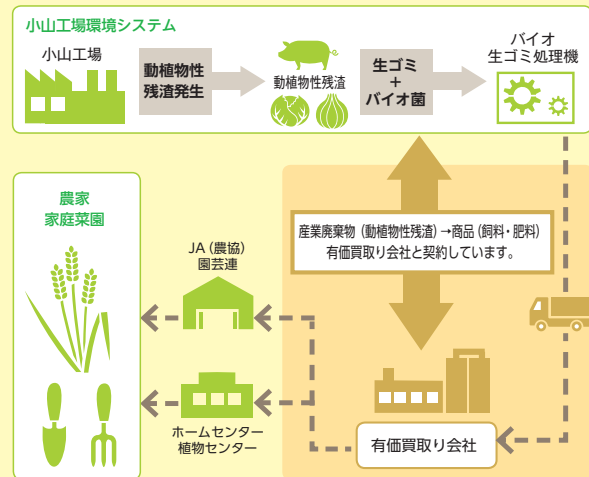 小山工場環境システム
小山工場
動植物性
残渣発生
動植物性残渣
生ゴミ
+
バイオ菌
バイオ
生ゴミ処理機
農家
家庭菜園
JA（農協）
園芸連
産業廃棄物（動植物性残渣）→商品（飼料・肥料）
有価買取り会社と契約しています。
ホームセンター
植物センター
有価買取り会社